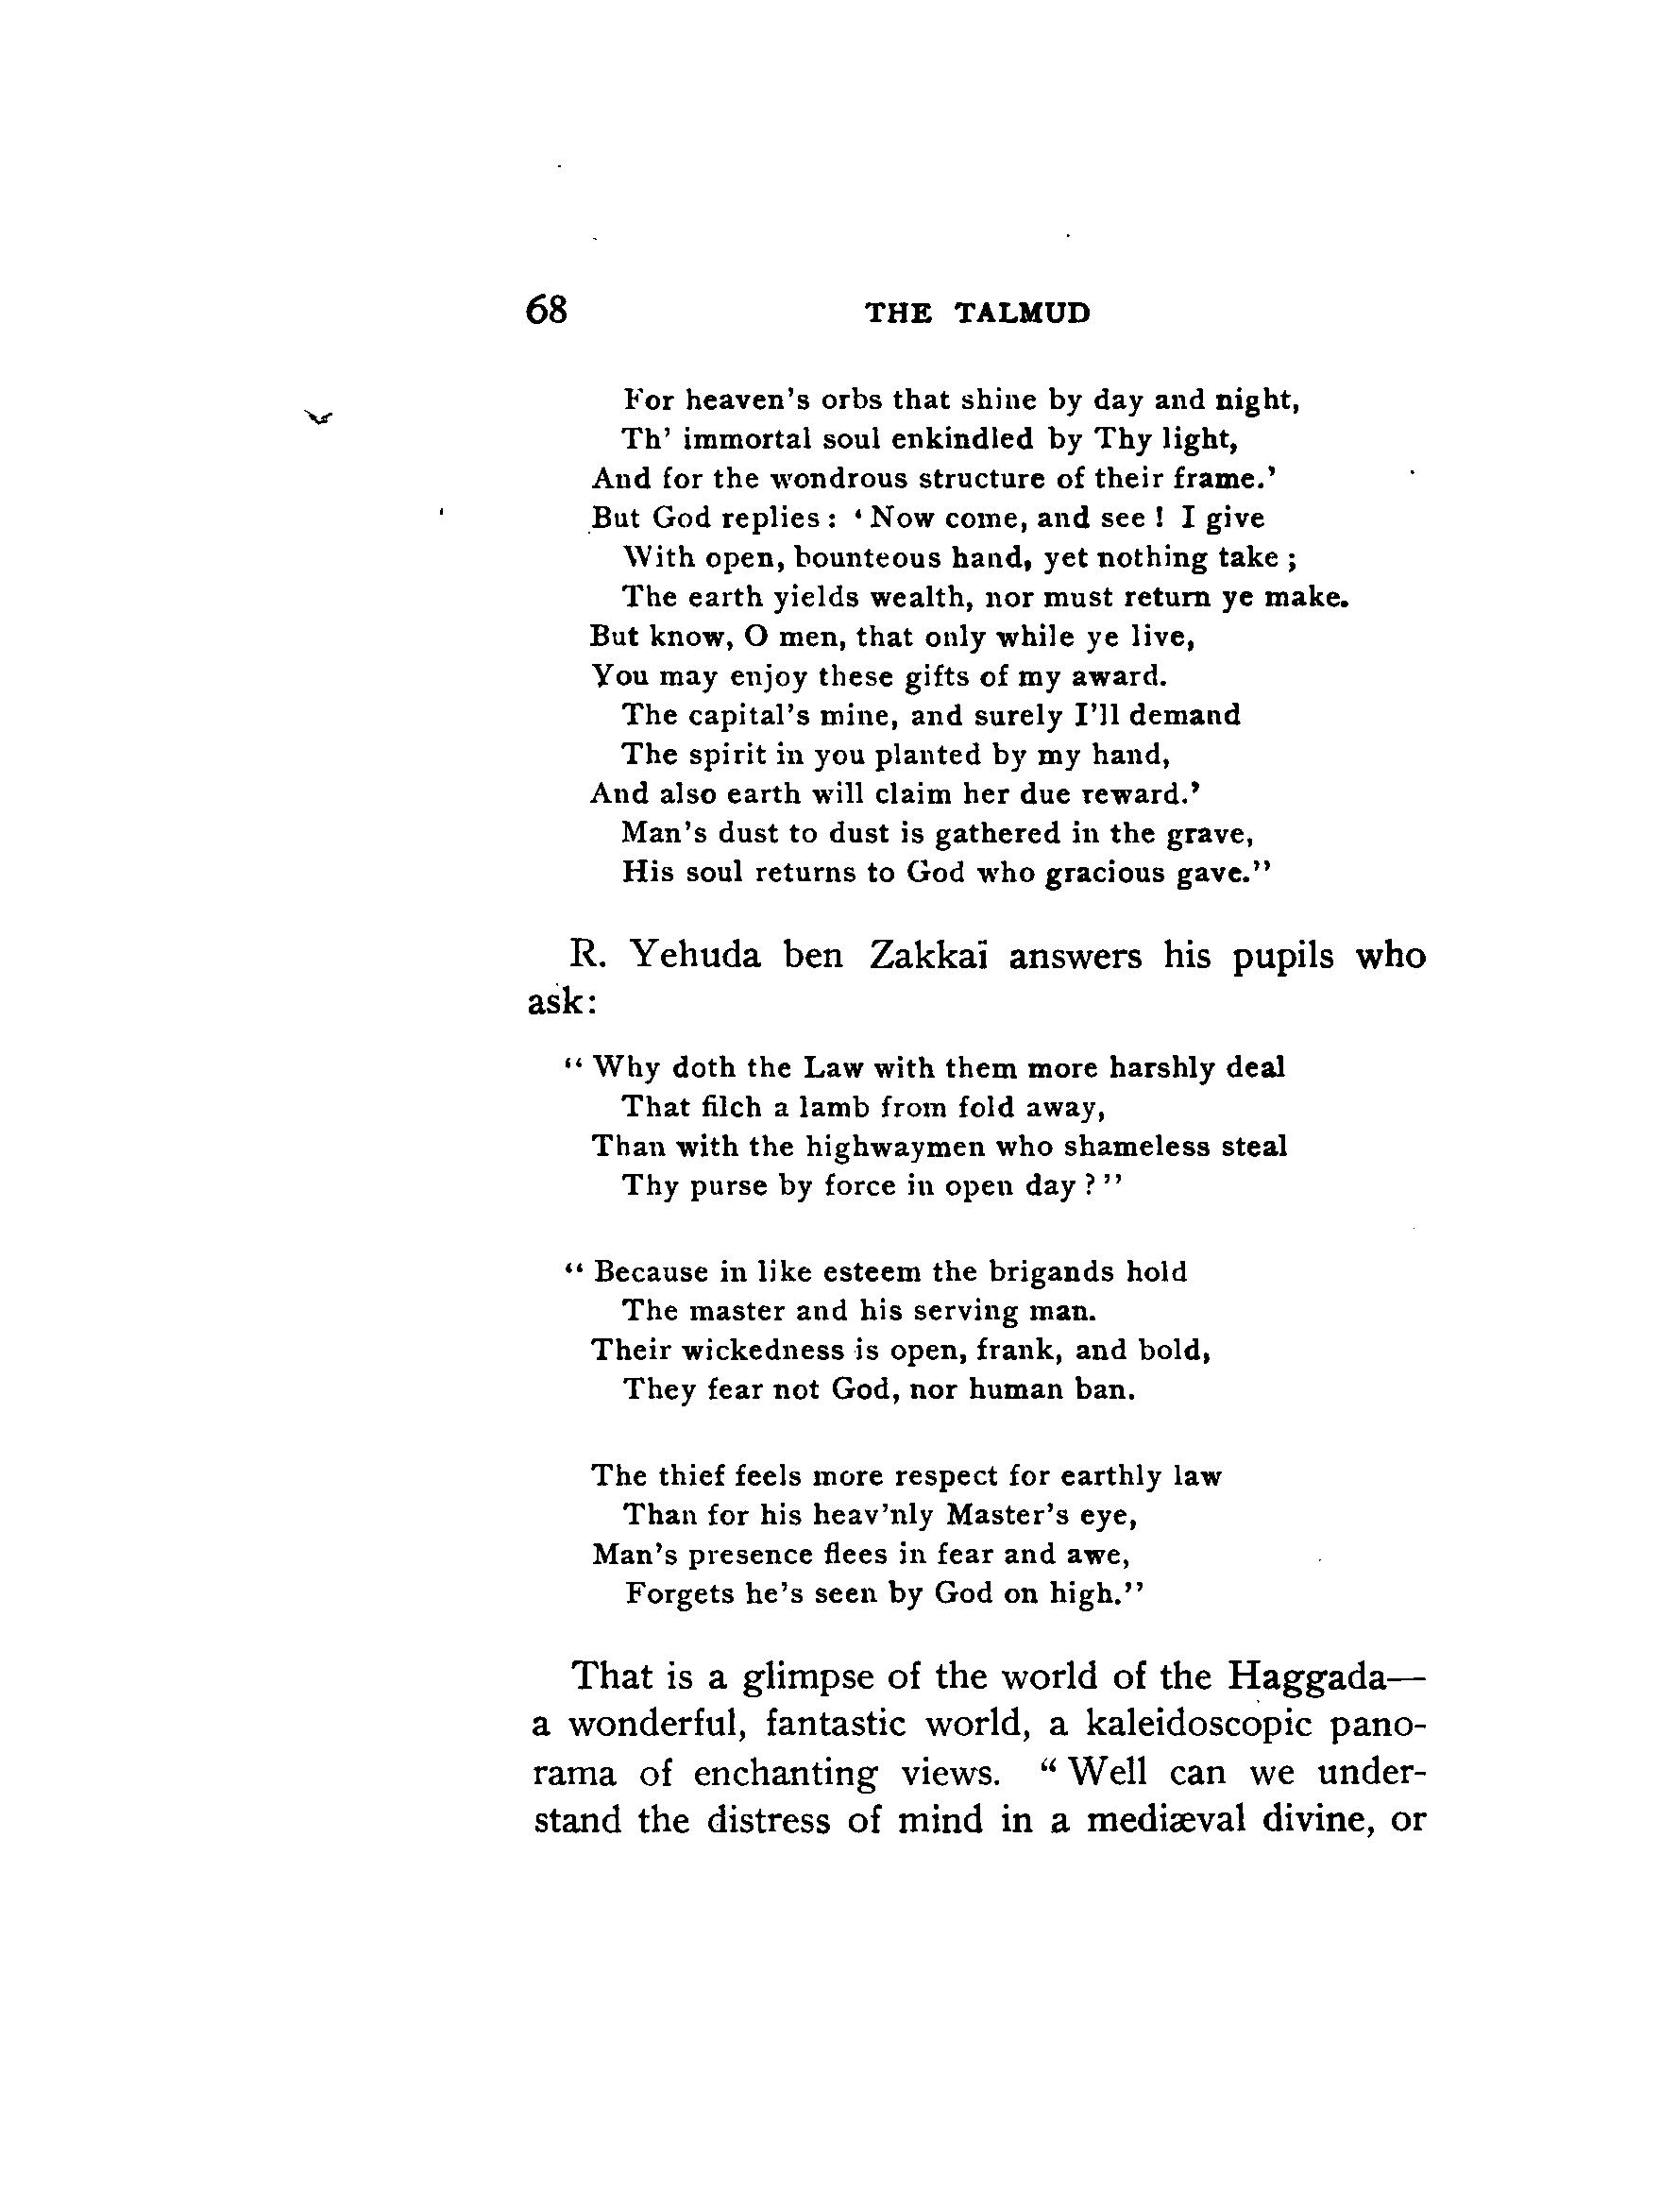 68 THE TALMUD
For heaven's orbs that shine by day and night,
Th' immortal soul enkindled by Thy light,
And for the wondrous structure of their frame.'
But God replies : ‘ Now come, and see ! I give
With open, bounteous hand, yet nothing take ;
The earth yields wealth, nor must return ye make.
But know, O men, that only while ye live,
You may enjoy these gifts of my award.
The capital's mine, and surely I'll demand
The spirit in you planted by my hand,
And also earth will claim her due reward.'
Man's dust to dust is gathered in the grave,
His soul returns to God who gracious gave.”
R. Yehuda ben Zakkaï answers his pupils who
ask:
“ Why doth the Law with them more harshly deal
That filch a lamb from fold away,
Than with the highwaymen who shameless steal
Thy purse by force in open day ? ”
“ Because in like esteem the brigands hold
The master and his serving man.
Their wickedness is open, frank, and bold,
They fear not God, nor human ban.
The thief feels more respect for earthly law
Than for his heav'nly Master's eye,
Man's presence flees in fear and awe,
Forgets he's seen by God on high.”
That is a glimpse of the world of the Haggada—
a wonderful, fantastic world, a kaleidoscopic pano-
rama of enchanting views. “ Well can we under-
stand the distress of mind in a mediæval divine, or